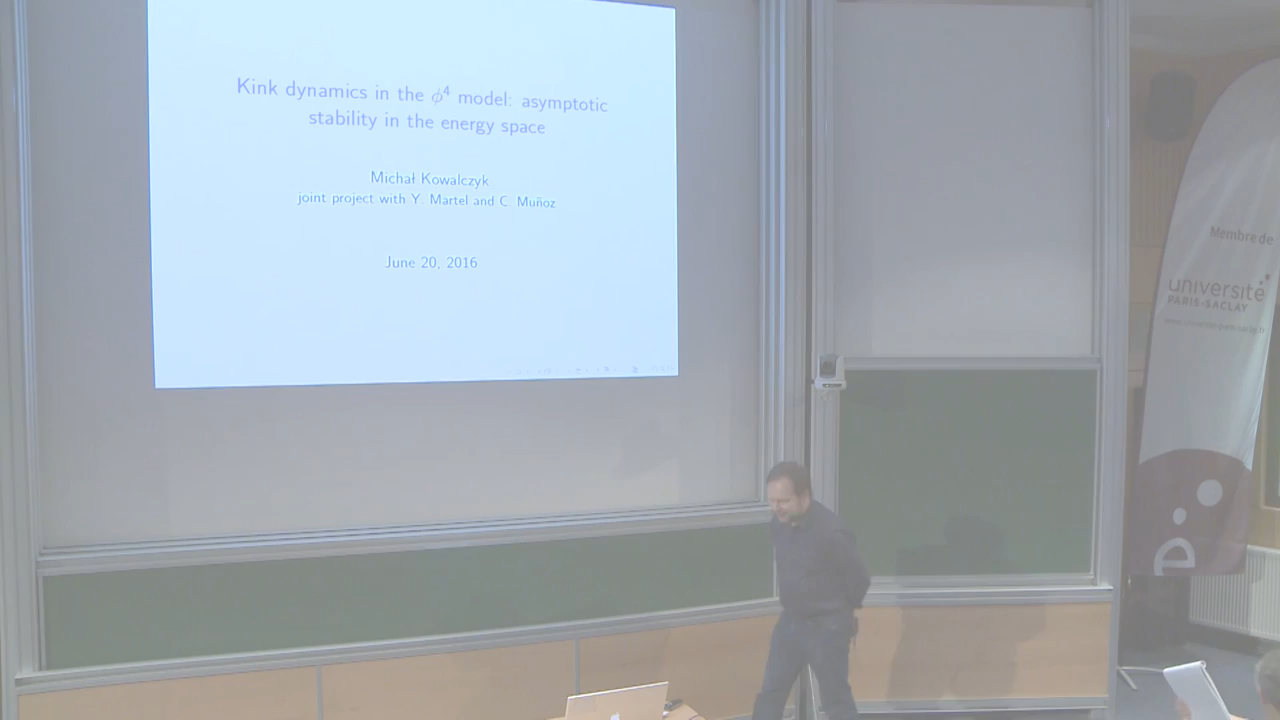 Kink dynamics in the ϕ⁴ model: asymptotic
stability in the energy space
Michał Kowalczyk
joint project with Y. Martel and C. Muñoz
June 20, 2016
Membre de
université
PARIS-SACLAY
e